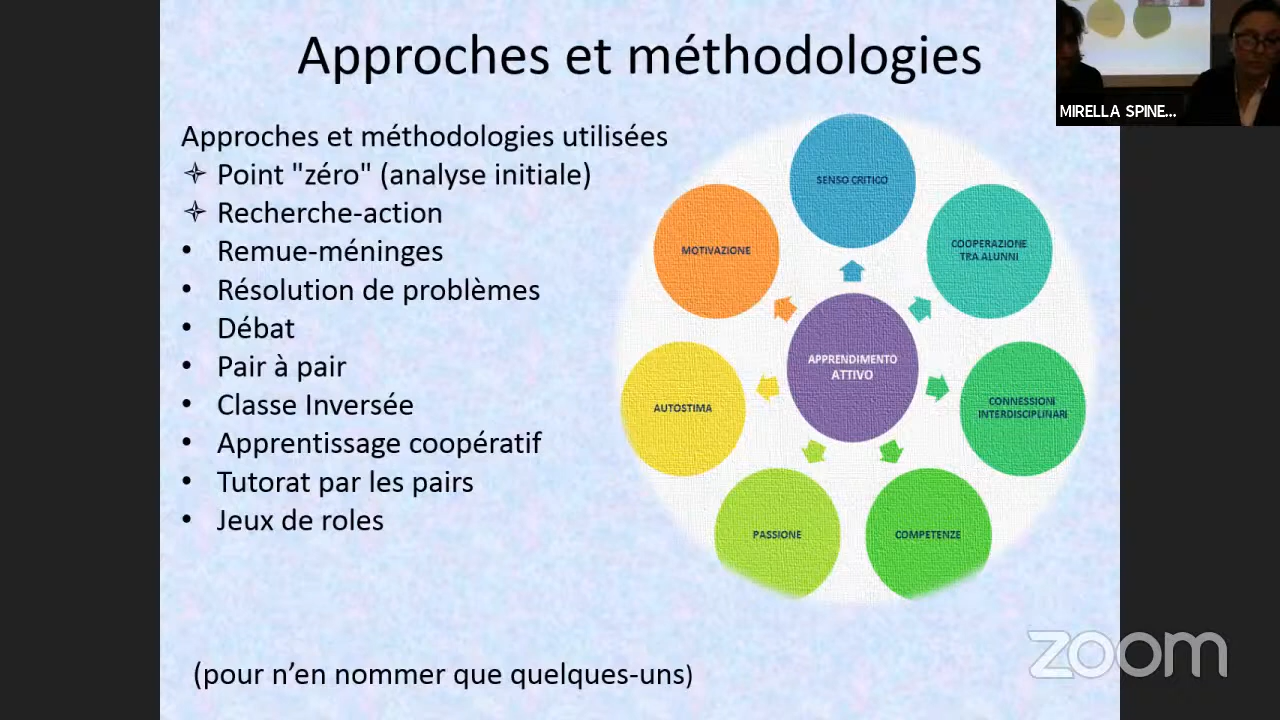 Approches et méthodologies
MIRELLA SPINE...
Approches et méthodologies utilisées
Point "zéro" (analyse initiale)
Recherche-action
• Remue-méninges
• Résolution de problèmes
• Débat
• Pair à pair
• Classe Inversée
• Apprentissage coopératif
• Tutorat par les pairs
• Jeux de roles
(pour n’en nommer que quelques-uns)
SENSO CRITICO
COOPERAZIONE
TRA ALUNNI
CONNESSIONI
INTERDISCIPLINARI
COMPETENZE
PASSIONE
AUTOSTIMA
MOTIVAZIONE
APPRENDIMENTO
ATTIVO
zoom